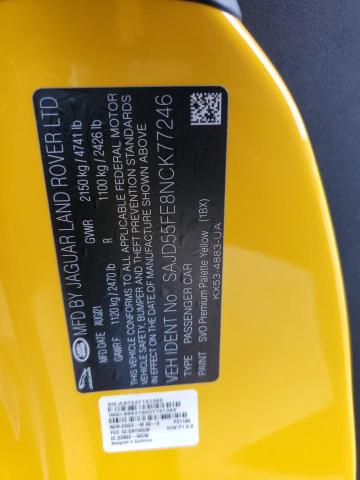 MFD BY JAGUAR LAND ROVER LTD
AUG21 GVWR 2150 kg / 4741 lb
GAWR F 1120 kg / 2470 lb R 1100 kg / 2426 lb
THIS VEHICLE CONFORMS TO ALL APPLICABLE FEDERAL MOTOR
VEHICLE SAFETY, BUMPER AND THEFT PREVENTION STANDARDS
IN EFFECT ON THE DATE OF MANUFACTURE SHOWN ABOVE
VEH IDENT No SAJD55FE8NCK77246
TYPE: PASSENGER CAR
PAINT: SVO Premium Palette Yellow (1BX)
KX53-4883-UA